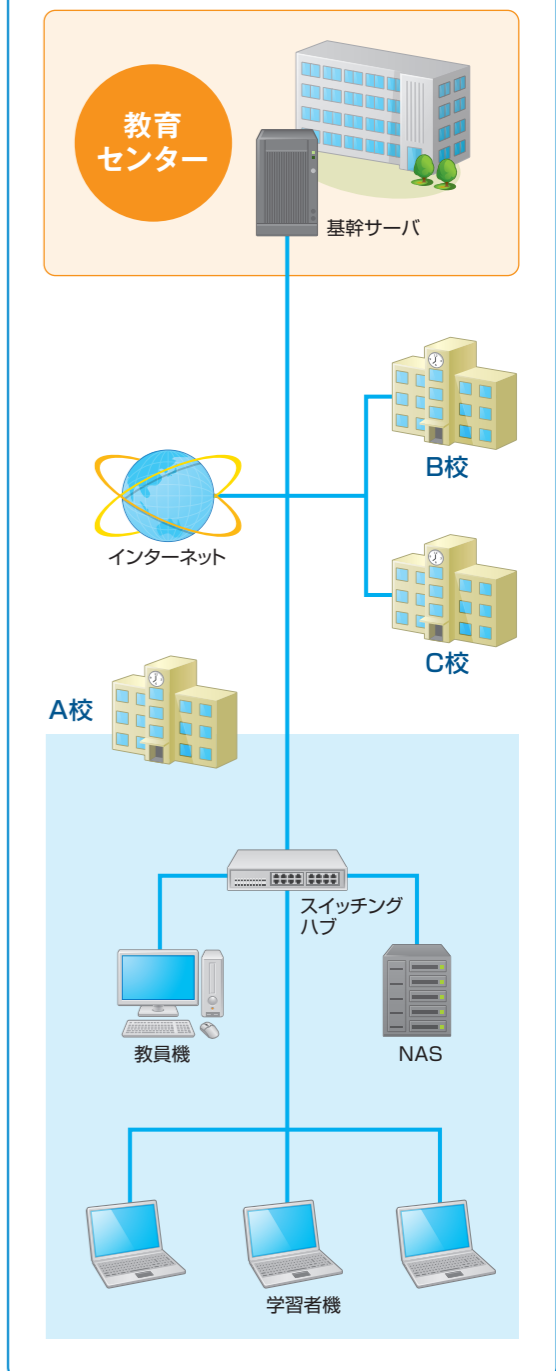 教育
センター
基幹サーバ
B校
インターネット
C校
A校
スイッチング
ハブ
教員機
NAS
学習者機